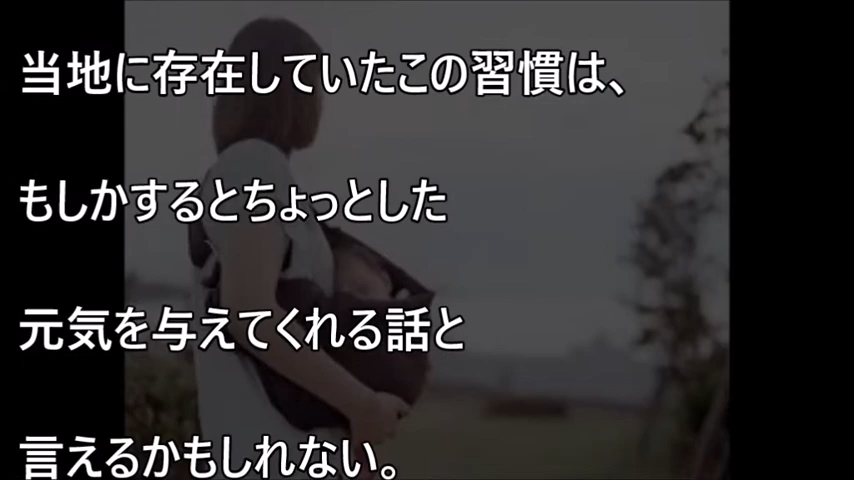 当地に存在していたこの習慣は、
もしかするとちょっとした
元気を与えてくれる話と
言えるかもしれない。